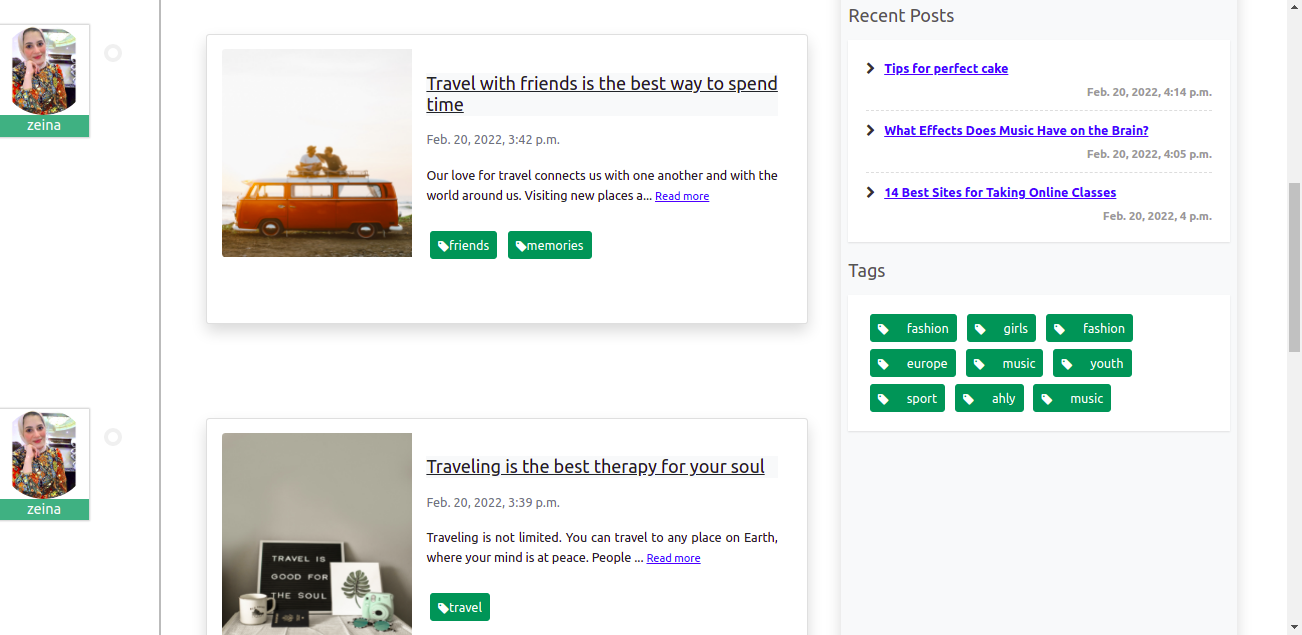 zeina
Travel with friends is the best way to spend
time
Feb. 20, 2022, 3:42 p.m.
Our love for travel connects us with one another and with the
world around us. Visiting new places a... Read more
friends memories
zeina
Traveling is the best therapy for your soul
Feb. 20, 2022, 3:39 p.m.
Traveling is not limited. You can travel to any place on Earth,
where your mind is at peace. People ... Read more
TRAVEL IS
GOOD FOR
THE SOUL
travel
Recent Posts
Tips for perfect cake
Feb. 20, 2022, 4:14 p.m.
What Effects Does Music Have on the Brain?
Feb. 20, 2022, 4:05 p.m.
14 Best Sites for Taking Online Classes
Feb. 20, 2022, 4 p.m.
Tags
fashion girls fashion
europe music youth
sport ahly music